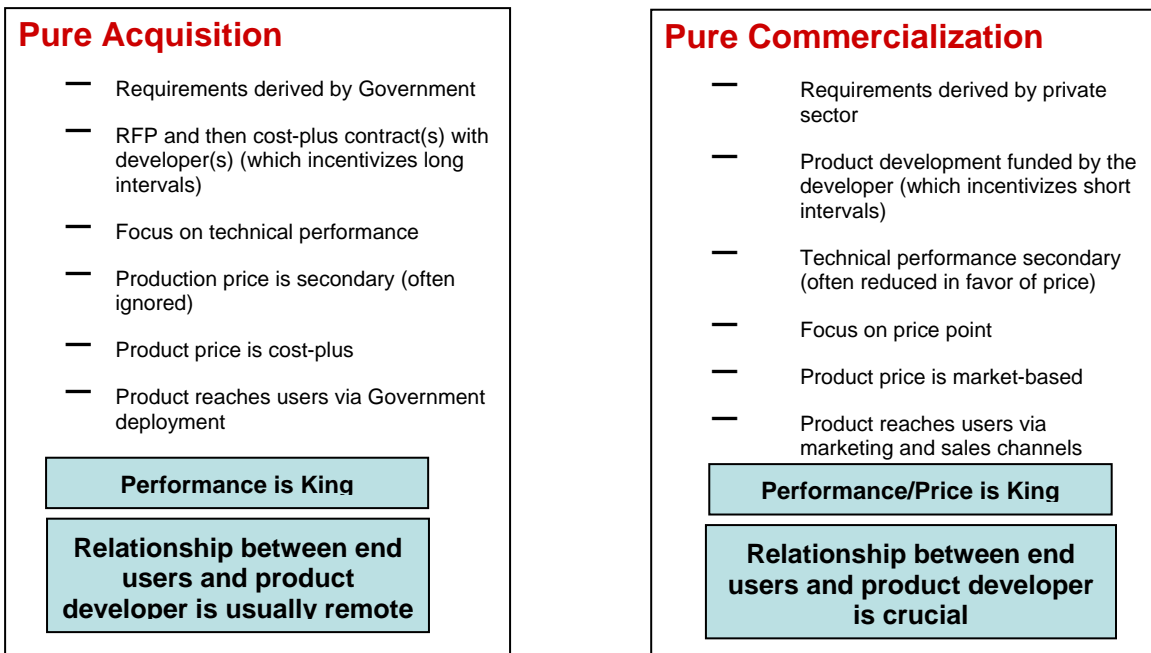 Pure Acquisition
— Requirements derived by Government
— RFP and then cost-plus contract(s) with
developer(s) (which incentivizes long
intervals)
— Focus on technical performance
— Production price is secondary (often
ignored)
— Product price is cost-plus
— Product reaches users via Government
deployment
Performance is King
Relationship between end
users and product
developer is usually remote
Pure Commercialization
— Requirements derived by private
sector
— Product development funded by the
developer (which incentivizes short
intervals)
— Technical performance secondary
(often reduced in favor of price)
— Focus on price point
— Product price is market-based
— Product reaches users via
marketing and sales channels
Performance/Price is King
Relationship between end
users and product developer
is crucial